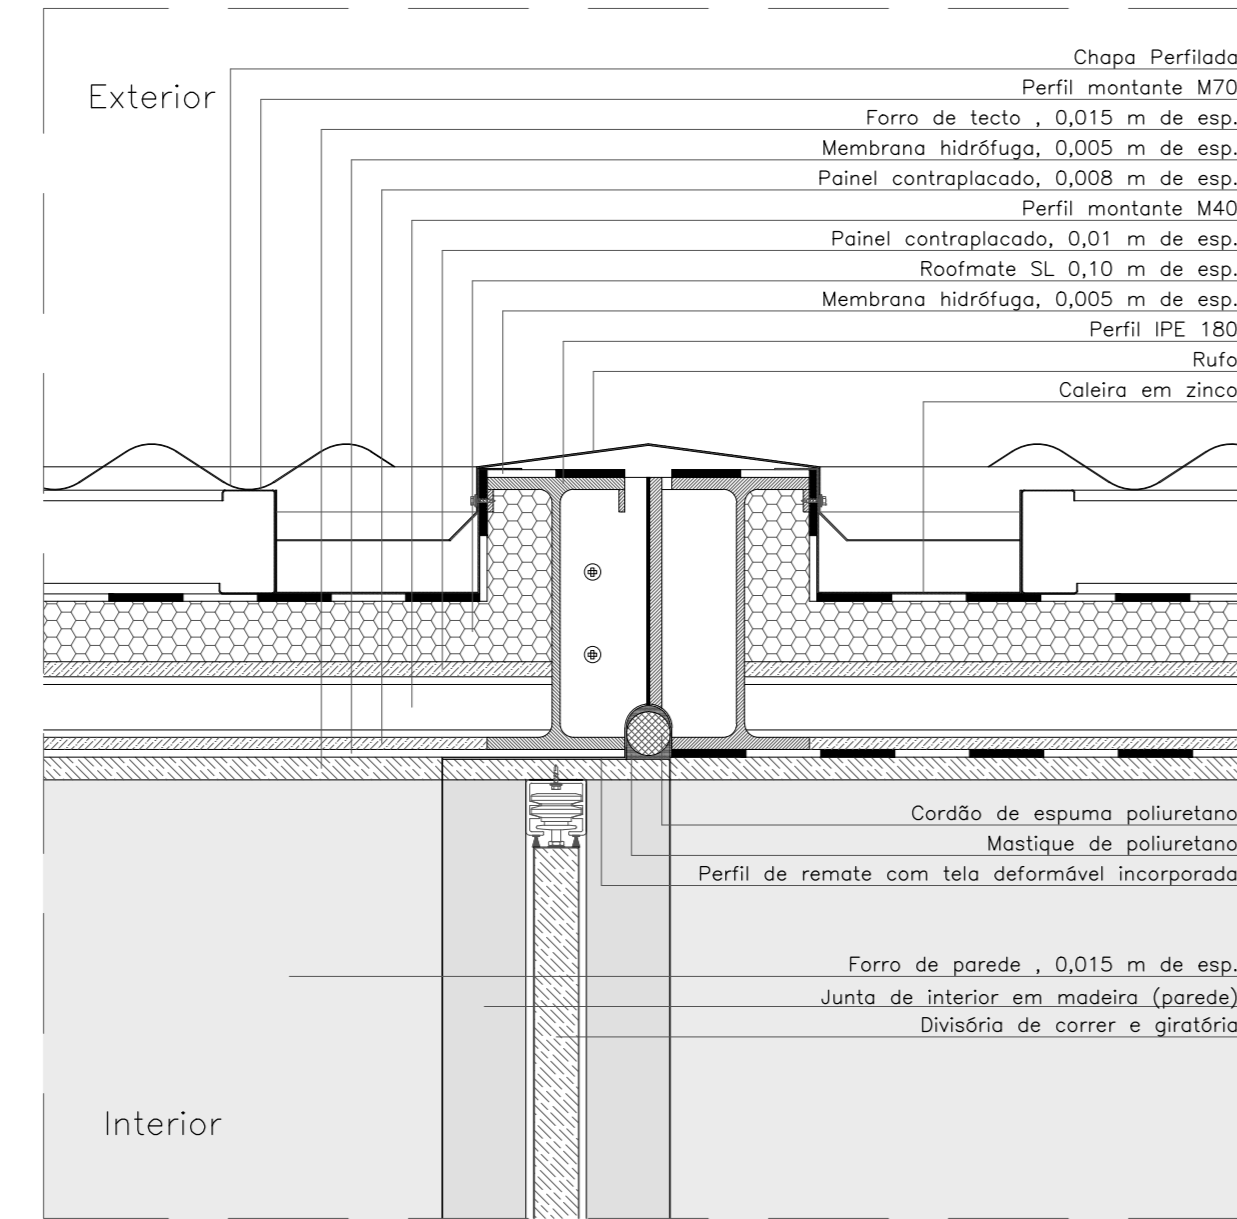 Exterior
Chapa Perfilada
Perfil montante M70
Forro de tecto , 0,015 m de esp.
Membrana hidrófuga, 0,005 m de esp.
Painel contraplacado, 0,008 m de esp.
Perfil montante M40
Painel contraplacado, 0,01 m de esp.
Roofmate SL 0,10 m de esp.
Membrana hidrófuga, 0,005 m de esp.
Perfil IPE 180
Rufo
Caleira em zinco
Cordão de espuma poliuretano
Mastique de poliuretano
Perfil de remate com tela deformável incorporada
Forro de parede , 0,015 m de esp.
Junta de interior em madeira (parede)
Divisória de correr e giratória
Interior